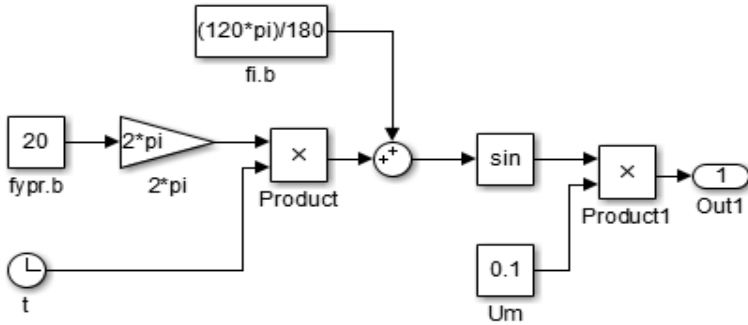 (120*pi)/180
fi.b
20
fypr.b
2*pi
2*pi
×
Product
++
sin
×
Product1
1
Out1
t
0.1
Um